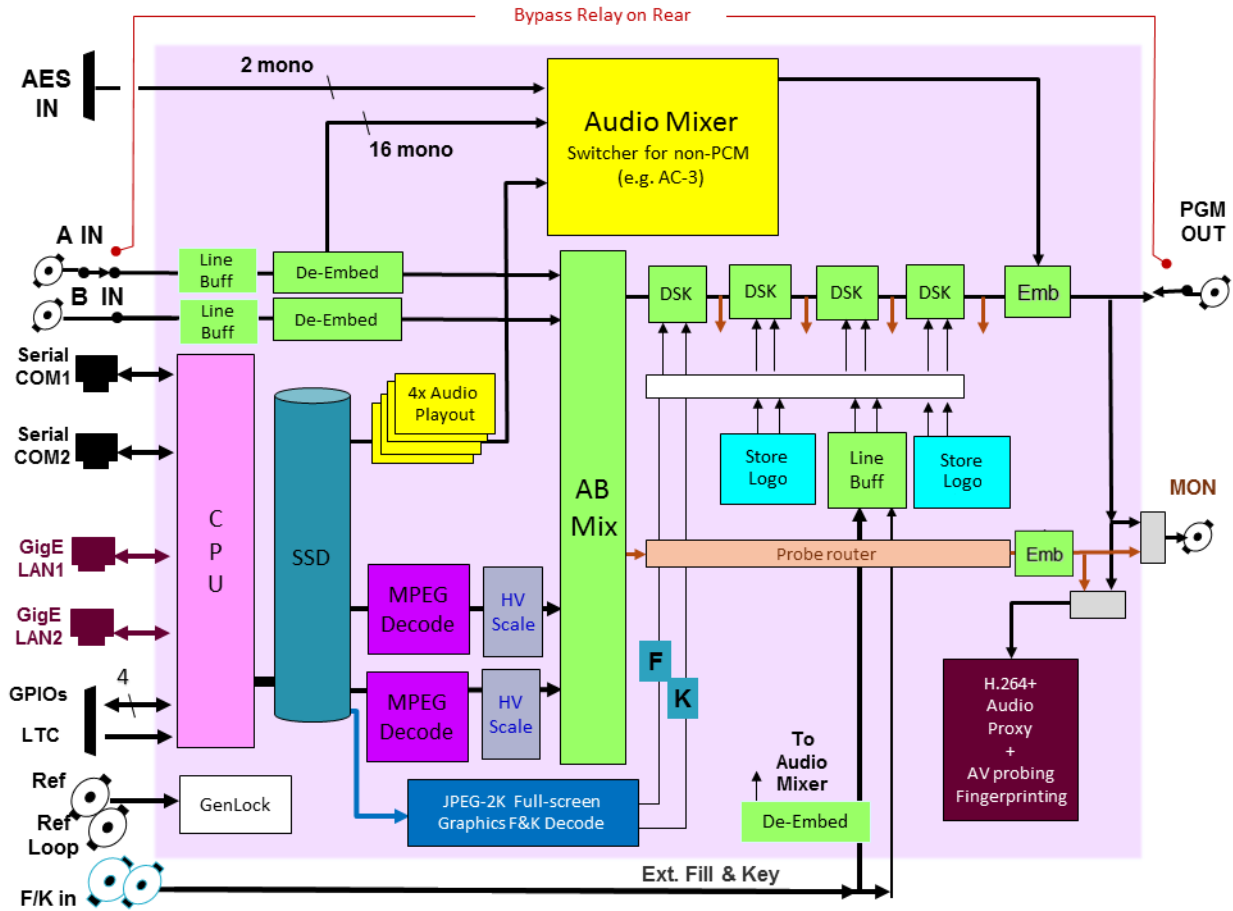 Bypass Relay on Rear
AES
IN
2 mono
16 mono
Audio Mixer
Switcher for non-PCM
(e.g. AC-3)
PGM
OUT
A IN
B IN
Line
Buff
De-Embed
Line
Buff
De-Embed
DSK
DSK
DSK
DSK
Emb
Serial
COM1
Serial
COM2
GigE
LAN1
GigE
LAN2
4
GPIOs
LTC
C
P
U
SSD
4x Audio
Playout
AB
Mix
Store
Logo
Line
Buff
Store
Logo
MON
Probe router
Emb
MPEG
Decode
HV
Scale
MPEG
Decode
HV
Scale
F
K
H.264+
Audio
Proxy
+
AV probing
Fingerprinting
To
Audio
Mixer
De-Embed
JPEG-2K Full-screen
Graphics F&K Decode
Ref
GenLock
Ref
Loop
F/K in
Ext. Fill & Key